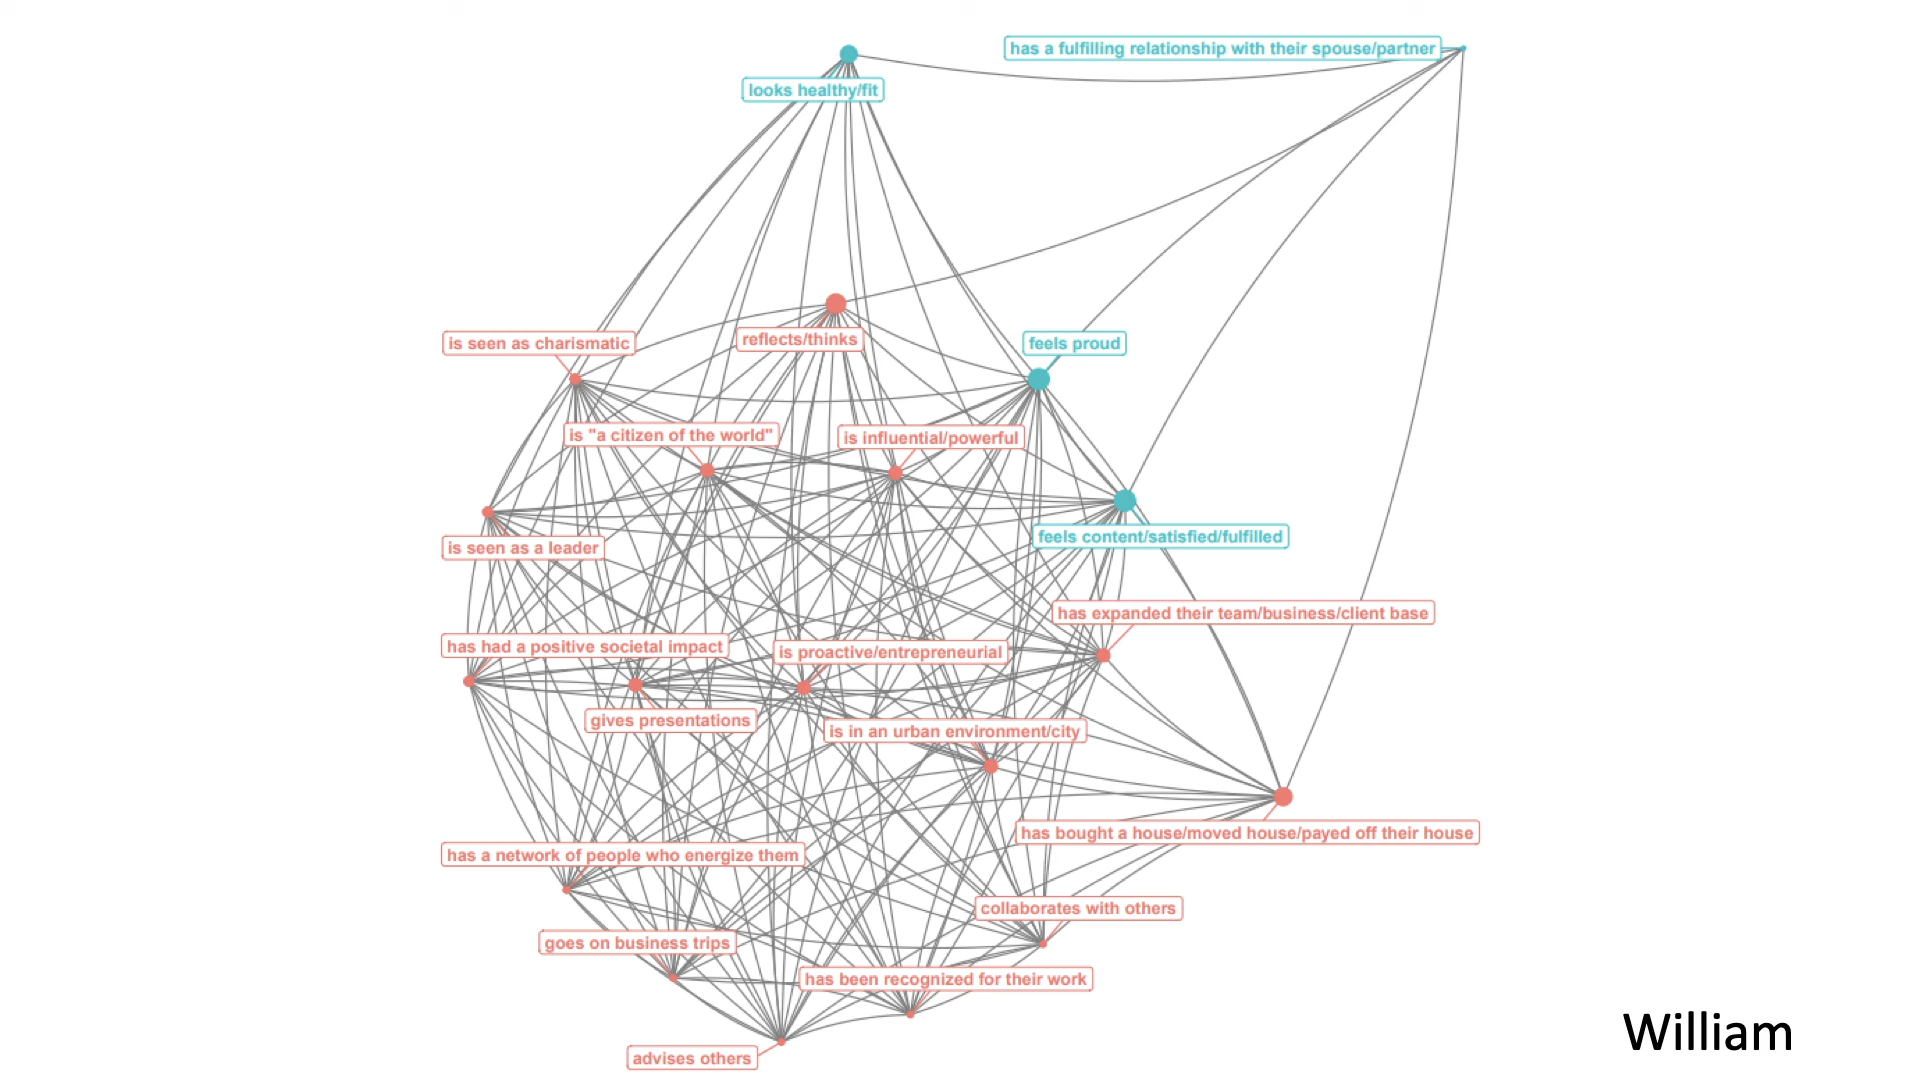 has a fulfilling relationship with their spouse/partner
looks healthy/fit
is seen as charismatic
reflects/thinks
feels proud
is "a citizen of the world"
is influential/powerful
is seen as a leader
feels content/satisfied/fulfilled
has expanded their team/business/client base
has had a positive societal impact
is proactive/entrepreneurial
gives presentations
is in an urban environment/city
has bought a house/moved house/payed off their house
has a network of people who energize them
collaborates with others
goes on business trips
has been recognized for their work
advises others
William